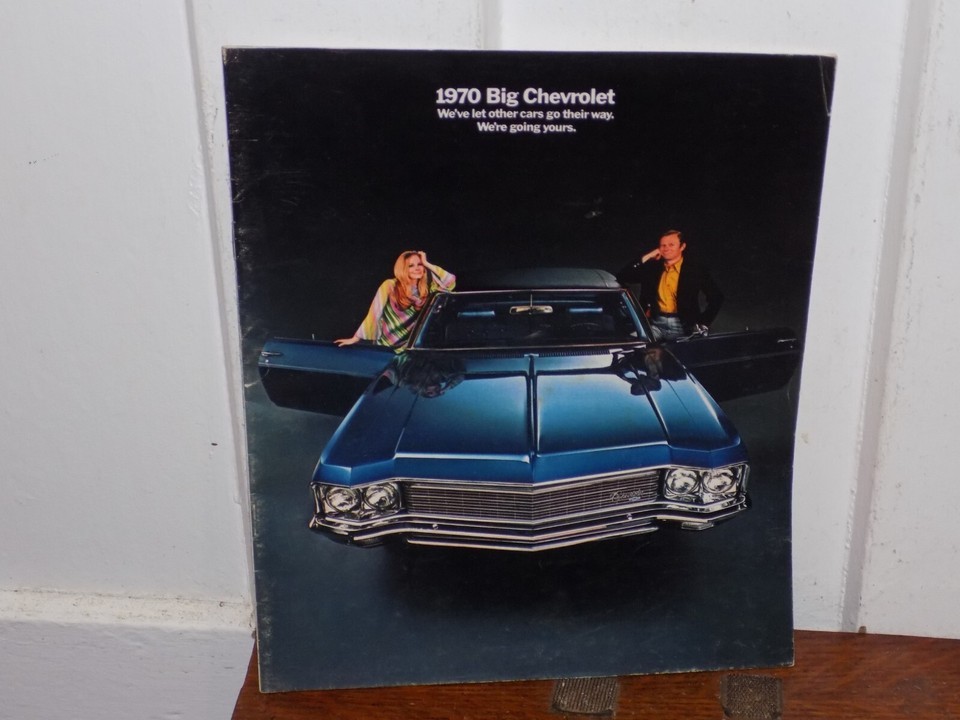 1970 Big Chevrolet
We've let other cars go their way.
We're going yours.